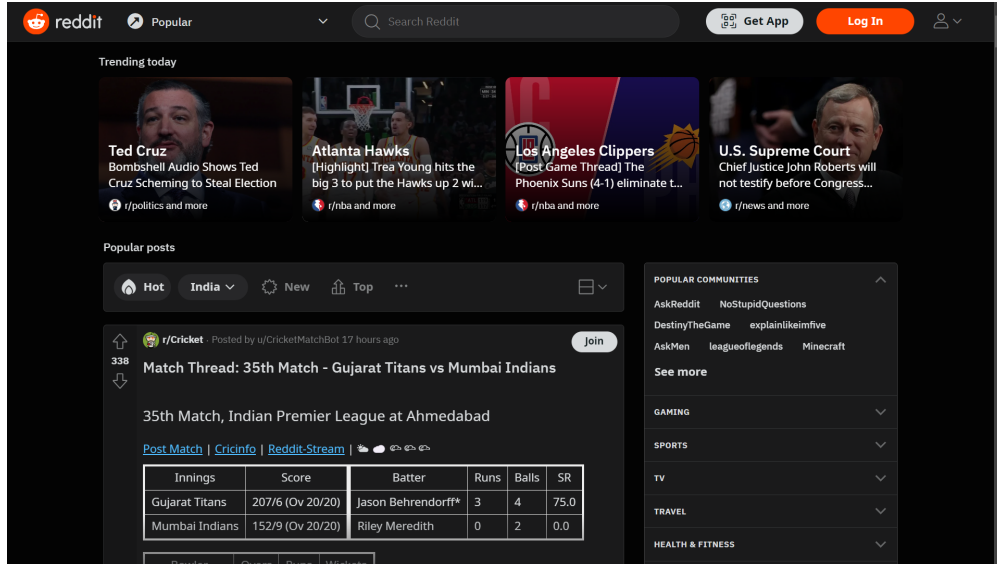 reddit
Popular
Search Reddit
Get App
Log In
Trending today
Ted Cruz
Bombshell Audio Shows Ted
Cruz Scheming to Steal Election
r/politics and more
Atlanta Hawks
[Highlight] Trea Young hits the
big 3 to put the Hawks up 2 wi...
r/nba and more
Los Angeles Clippers
[Post Game Thread] The
Phoenix Suns (4-1) eliminate t...
r/nba and more
U.S. Supreme Court
Chief Justice John Roberts will
not testify before Congress...
r/news and more
Popular posts
Hot
India
New
Top
...
r/Cricket · Posted by u/CricketMatchBot 17 hours ago
Join
338
Match Thread: 35th Match - Gujarat Titans vs Mumbai Indians
35th Match, Indian Premier League at Ahmedabad
Post Match | Cricinfo | Reddit-Stream |
Innings Score Batter Runs Balls SR
Gujarat Titans 207/6 (Ov 20/20) Jason Behrendorff* 3 4 75.0
Mumbai Indians 152/9 (Ov 20/20) Riley Meredith 0 2 0.0
Bowler Overs Runs Wickets
POPULAR COMMUNITIES
AskReddit NoStupidQuestions
DestinyTheGame explainlikeimfive
AskMen leagueoflegends Minecraft
See more
GAMING
SPORTS
TV
TRAVEL
HEALTH & FITNESS